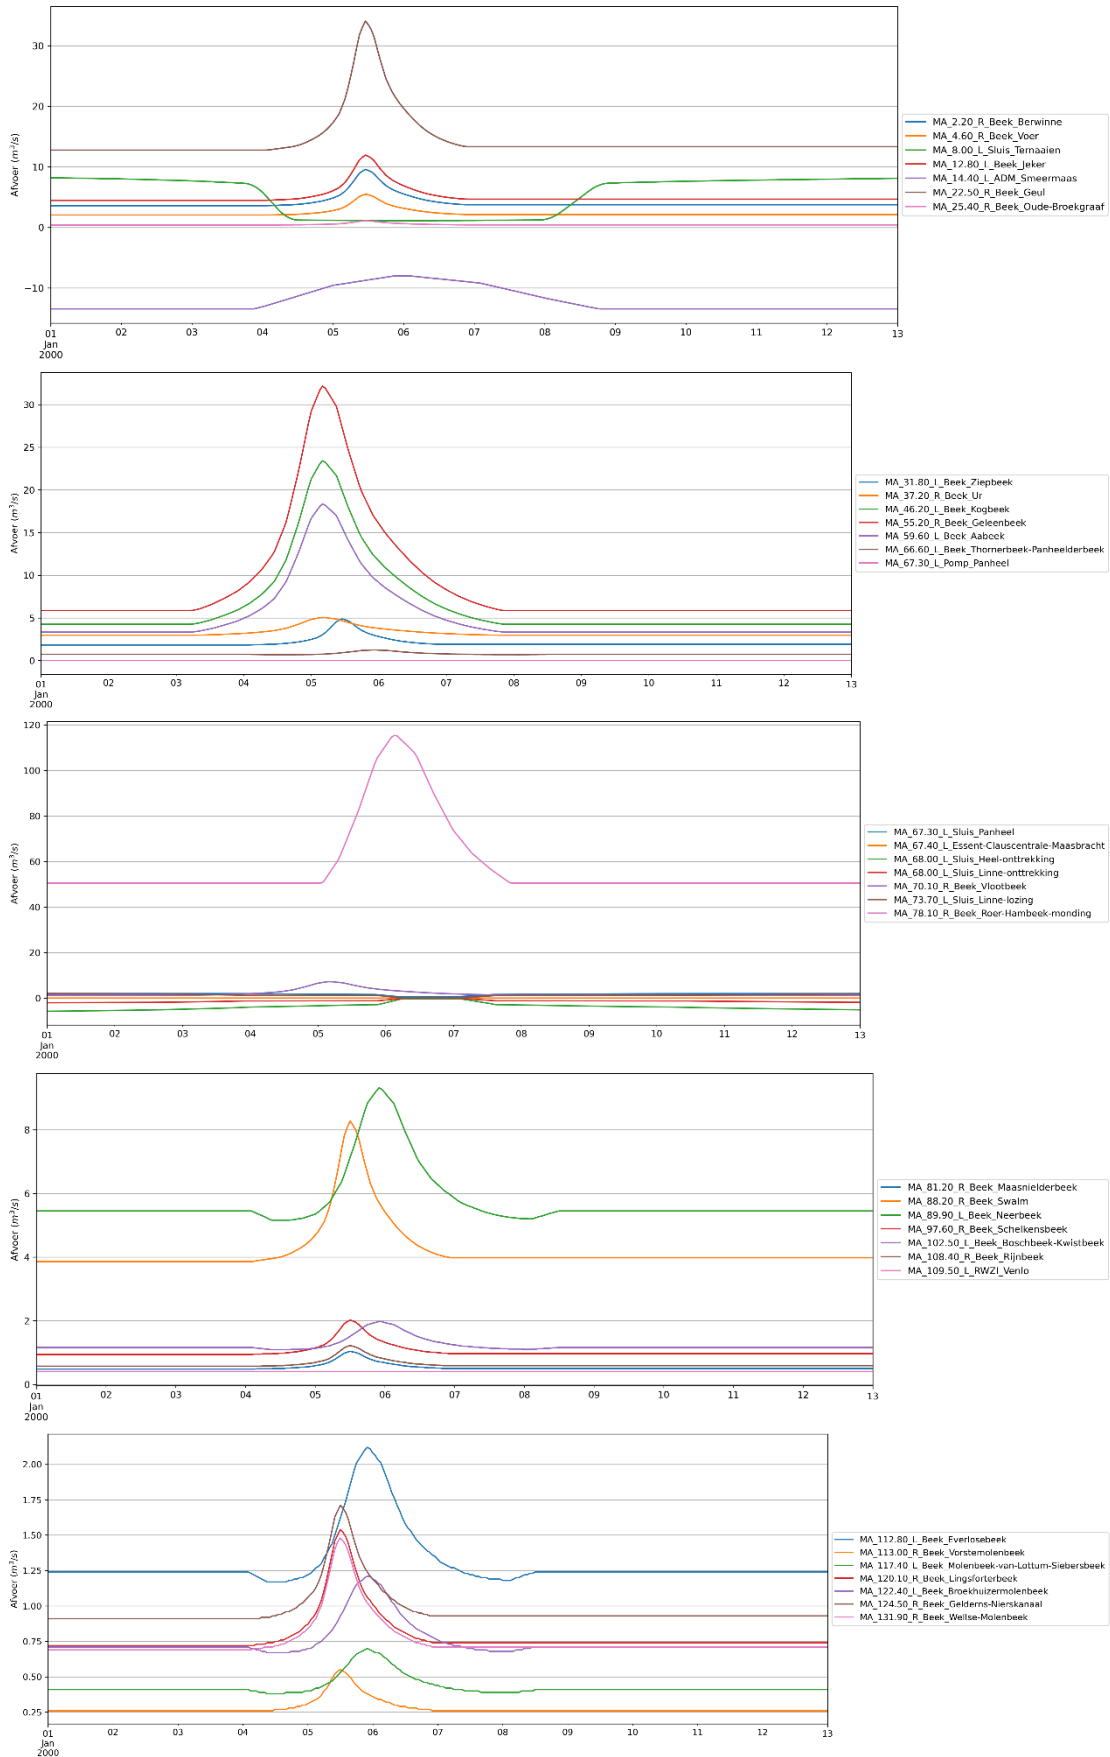 30
20
10
0
−10
Afvoer (m³/s)
01 02 03 04 05 06 07 08 09 10 11 12 13
Jan
2000
MA_2.20_R_Beek_Berwinne
MA_4.60_R_Beek_Voer
MA_8.00_L_Sluis_Ternaaien
MA_12.80_L_Beek_Jeker
MA_14.40_L_ADM_Smeermaas
MA_22.50_R_Beek_Geul
MA_25.40_R_Beek_Oude-Broekgraaf
30
25
20
15
10
5
0
Afvoer (m³/s)
01 02 03 04 05 06 07 08 09 10 11 12 13
Jan
2000
MA_31.80_L_Beek_Ziepbeek
MA_37.20_R_Beek_Ur
MA_46.20_L_Beek_Kogbeek
MA_55.20_R_Beek_Geleenbeek
MA_59.60_L_Beek_Aabeek
MA_66.60_L_Beek_Thornerbeek-Panheelderbeek
MA_67.30_L_Pomp_Panheel
120
100
80
60
40
20
0
Afvoer (m³/s)
01 02 03 04 05 06 07 08 09 10 11 12 13
Jan
2000
MA_67.30_L_Sluis_Panheel
MA_67.40_L_Essent-Clauscentrale-Maasbracht
MA_68.00_L_Sluis_Heel-onttrekking
MA_68.00_L_Sluis_Linne-onttrekking
MA_70.10_R_Beek_Vlootbeek
MA_73.70_L_Sluis_Linne-lozing
MA_78.10_R_Beek_Roer-Hambeek-monding
8
6
4
2
0
Afvoer (m³/s)
01 02 03 04 05 06 07 08 09 10 11 12 13
Jan
2000
MA_81.20_R_Beek_Maasnielderbeek
MA_88.20_R_Beek_Swalm
MA_89.90_L_Beek_Neerbeek
MA_97.60_R_Beek_Schelkensbeek
MA_102.50_L_Beek_Boschbeek-Kwistbeek
MA_108.40_R_Beek_Rijnbeek
MA_109.50_L_RWZI_Venlo
2.00
1.75
1.50
1.25
1.00
0.75
0.50
0.25
Afvoer (m³/s)
01 02 03 04 05 06 07 08 09 10 11 12 13
Jan
2000
MA_112.80_L_Beek_Everlosebeek
MA_113.00_R_Beek_Vorstemolenbeek
MA_117.40_L_Beek_Molenbeek-van-Lottum-Siebersbeek
MA_120.10_R_Beek_Lingsforterbeek
MA_122.40_L_Beek_Broekhuizermolenbeek
MA_124.50_R_Beek_Gelderns-Nierskanaal
MA_131.90_R_Beek_Wellse-Molenbeek